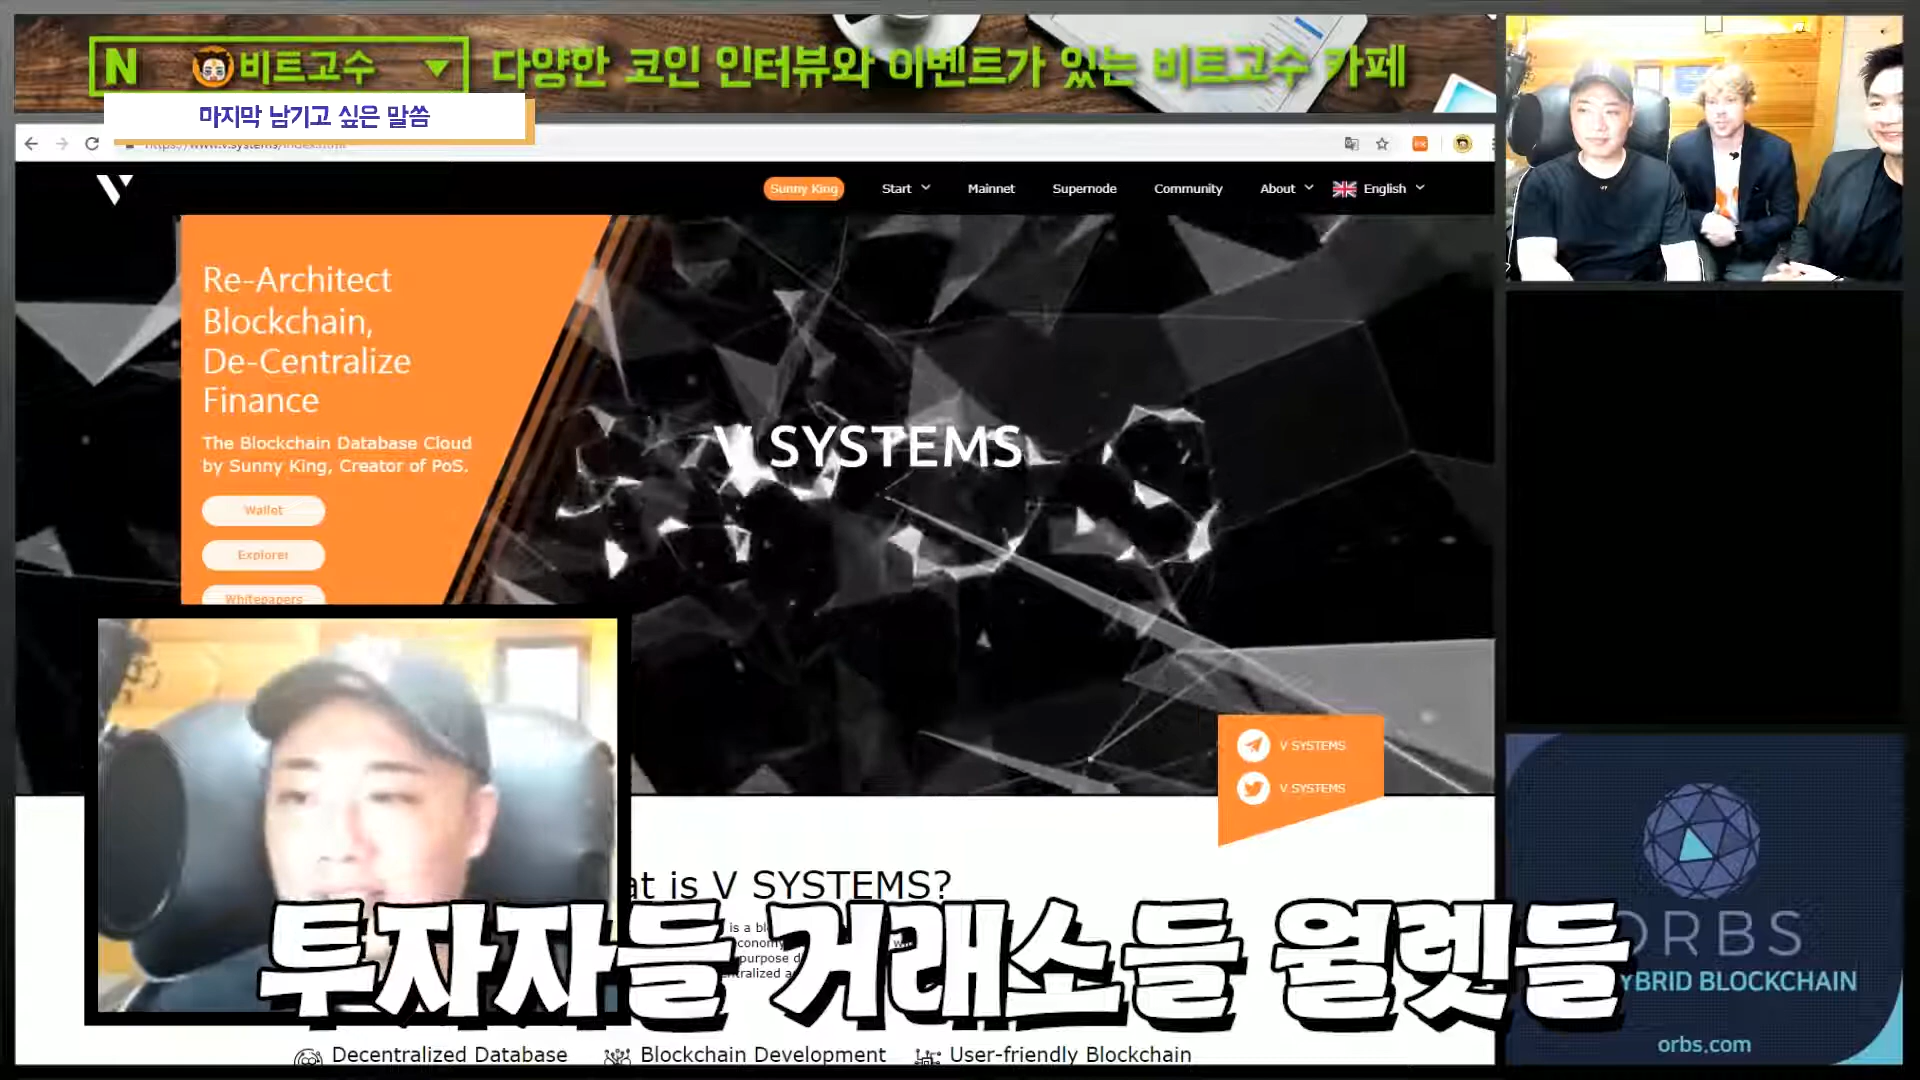 N 비트고수 ▼ 다양한 코인 인터뷰와 이벤트가 있는 비트고수 카페
마지막 남기고 싶은 말씀
Sunny King Start Mainnet Supernode Community About English
Re-Architect
Blockchain,
De-Centralize
Finance
The Blockchain Database Cloud
by Sunny King, Creator of PoS.
Wallet
Explorer
Whitepapers
V SYSTEMS
V SYSTEMS
V SYSTEMS
is V SYSTEMS?
is a
purpose
투자자들 거래소들 월렛들
Decentralized Database Blockchain Development User-friendly Blockchain
ORBS
BLOCKCHAIN
orbs.com